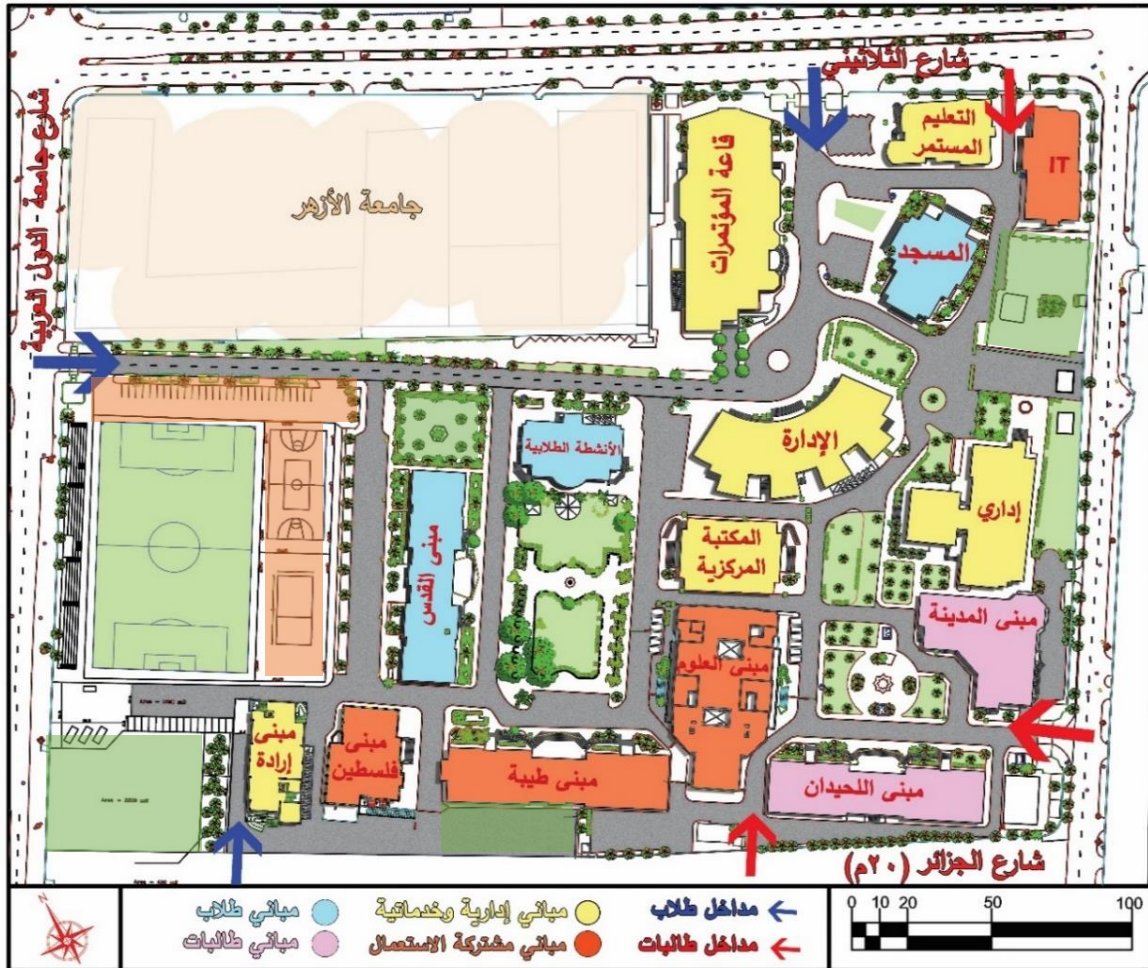 شارع الثلاثيني
شارع جامعة الدول العربية
جامعة الأزهر
قاعة المؤتمرات
التعليم
المستمر
IT
المسجد
الأنشطة الطلابية
الإدارة
إداري
المكتبة
المركزية
مبنى القدس
مبنى العلوم
مبنى المدينة
مبنى
إرادة
مبنى
فلسطين
مبنى طيبة
مبنى اللحيدان
شارع الجزائر (٢٠م)
مداخل طلاب
مباني إدارية وخدماتية
مباني طلاب
مداخل طالبات
مباني مشتركة الاستعمال
مباني طالبات
N
0 10 20 50 100